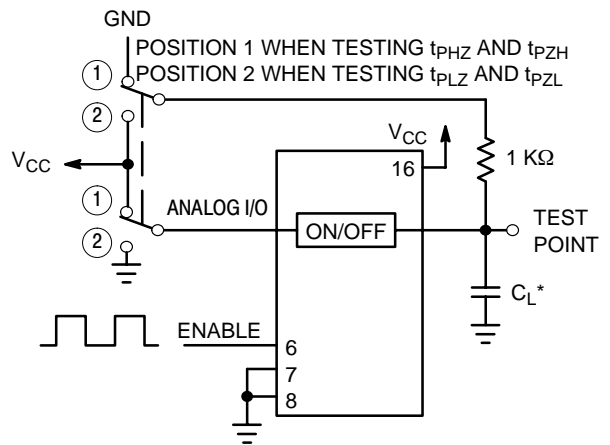 GND
POSITION 1 WHEN TESTING tPHZ AND tPZH
① POSITION 2 WHEN TESTING tPLZ AND tPZL
②
VCC
VCC
16
1 KΩ
①
ANALOG I/O
ON/OFF
TEST
POINT
②
CL*
ENABLE
6
7
8